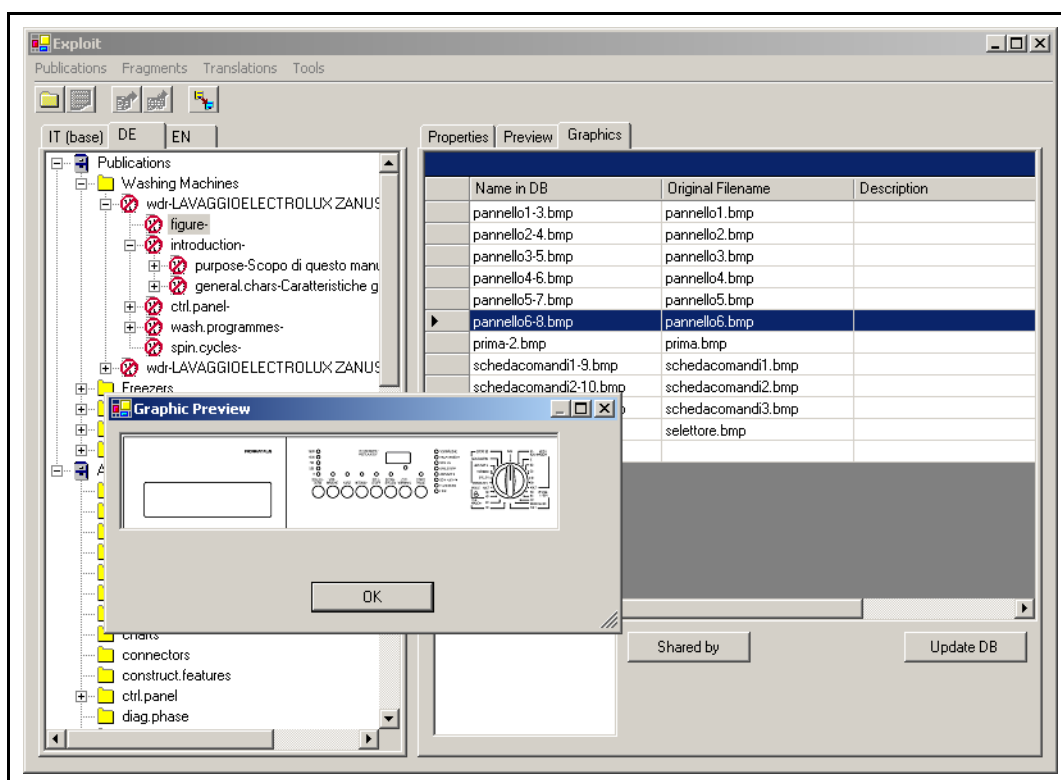 Exploit
Publications Fragments Translations Tools
IT (base) DE EN
Publications
Washing Machines
wdr-LAVAGGIOELECTROLUX ZANUS
figure-
introduction-
purpose-Scopo di questo manu
general.chars-Caratteristiche g
ctrl.panel-
wash.programmes-
spin.cycles-
wdr-LAVAGGIOELECTROLUX ZANUS
Freezers
A
charts
connectors
construct.features
ctrl.panel
diag.phase
Properties Preview Graphics
Name in DB Original Filename Description
pannello1-3.bmp pannello1.bmp
pannello2-4.bmp pannello2.bmp
pannello3-5.bmp pannello3.bmp
pannello4-6.bmp pannello4.bmp
pannello5-7.bmp pannello5.bmp
pannello6-8.bmp pannello6.bmp
prima-2.bmp prima.bmp
schedacomandi1-9.bmp schedacomandi1.bmp
schedacomandi2-10.bmp schedacomandi2.bmp
schedacomandi3.bmp
selettore.bmp
Graphic Preview
OK
Shared by Update DB